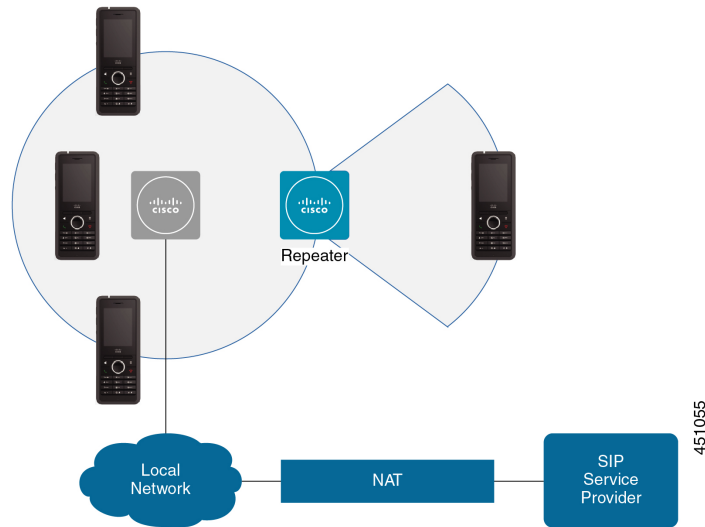 CISCO
CISCO
Repeater
Local
Network
NAT
SIP
Service
Provider
451055